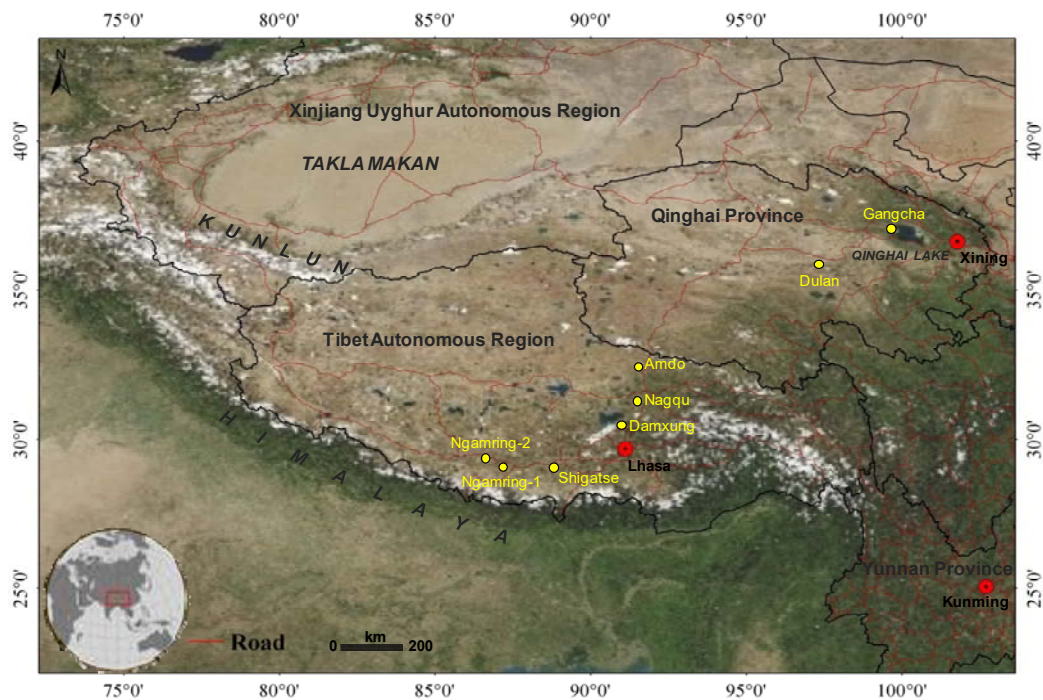 75°0' 80°0' 85°0' 90°0' 95°0' 100°0'
N
40°0' 40°0'
Xinjiang Uyghur Autonomous Region
TAKLA MAKAN
KUNLUN
Qinghai Province
Gangcha
QINGHAI LAKE
Xining
Dulan
35°0' 35°0'
Tibet Autonomous Region
Amdo
Nagqu
Damxung
30°0' 30°0'
Ngamring-2
Lhasa
Ngamring-1
Shigatse
HIMALAYA
Yunnan Province
25°0' 25°0'
Kunming
Road
km
0 200
75°0' 80°0' 85°0' 90°0' 95°0' 100°0'